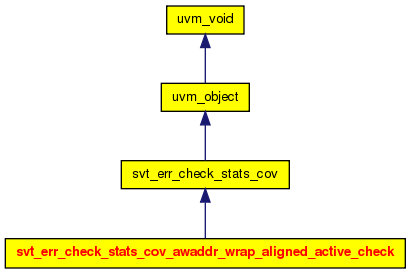 uvm_void
uvm_object
svt_err_check_stats_cov
svt_err_check_stats_cov_awaddr_wrap_aligned_active_check